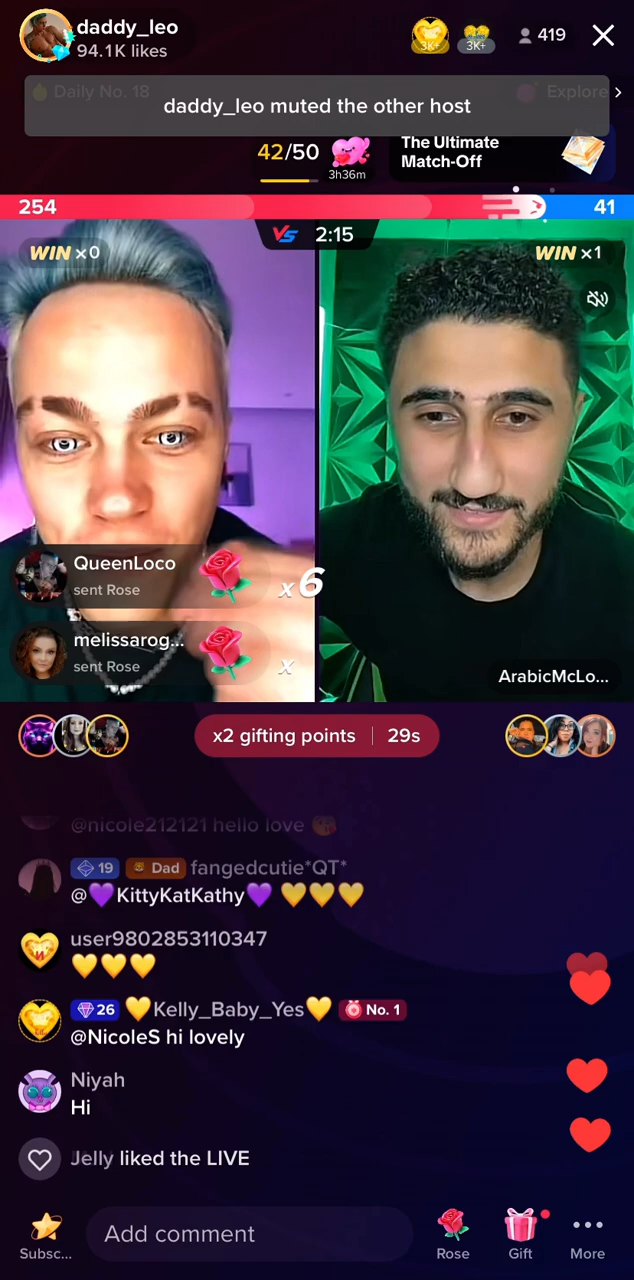 daddy_leo
94.1K likes
3K+
3K+
419
Daily No. 18
Explore
daddy_leo muted the other host
42/50
3h36m
The Ultimate
Match-Off
254
41
VS
2:15
WIN x0
WIN x1
QueenLoco
sent Rose
x6
melissarog...
sent Rose
x
ArabicMcLo...
x2 gifting points | 29s
@nicole212121 hello love 😘
19 Dad fangedcutie*QT*
@💜KittyKatKathy💜 💛💛💛
user9802853110347
💛💛💛
26 💛Kelly_Baby_Yes💛 No. 1
@NicoleS hi lovely
Niyah
Hi
Jelly liked the LIVE
Subsc...
Add comment
Rose
Gift
More